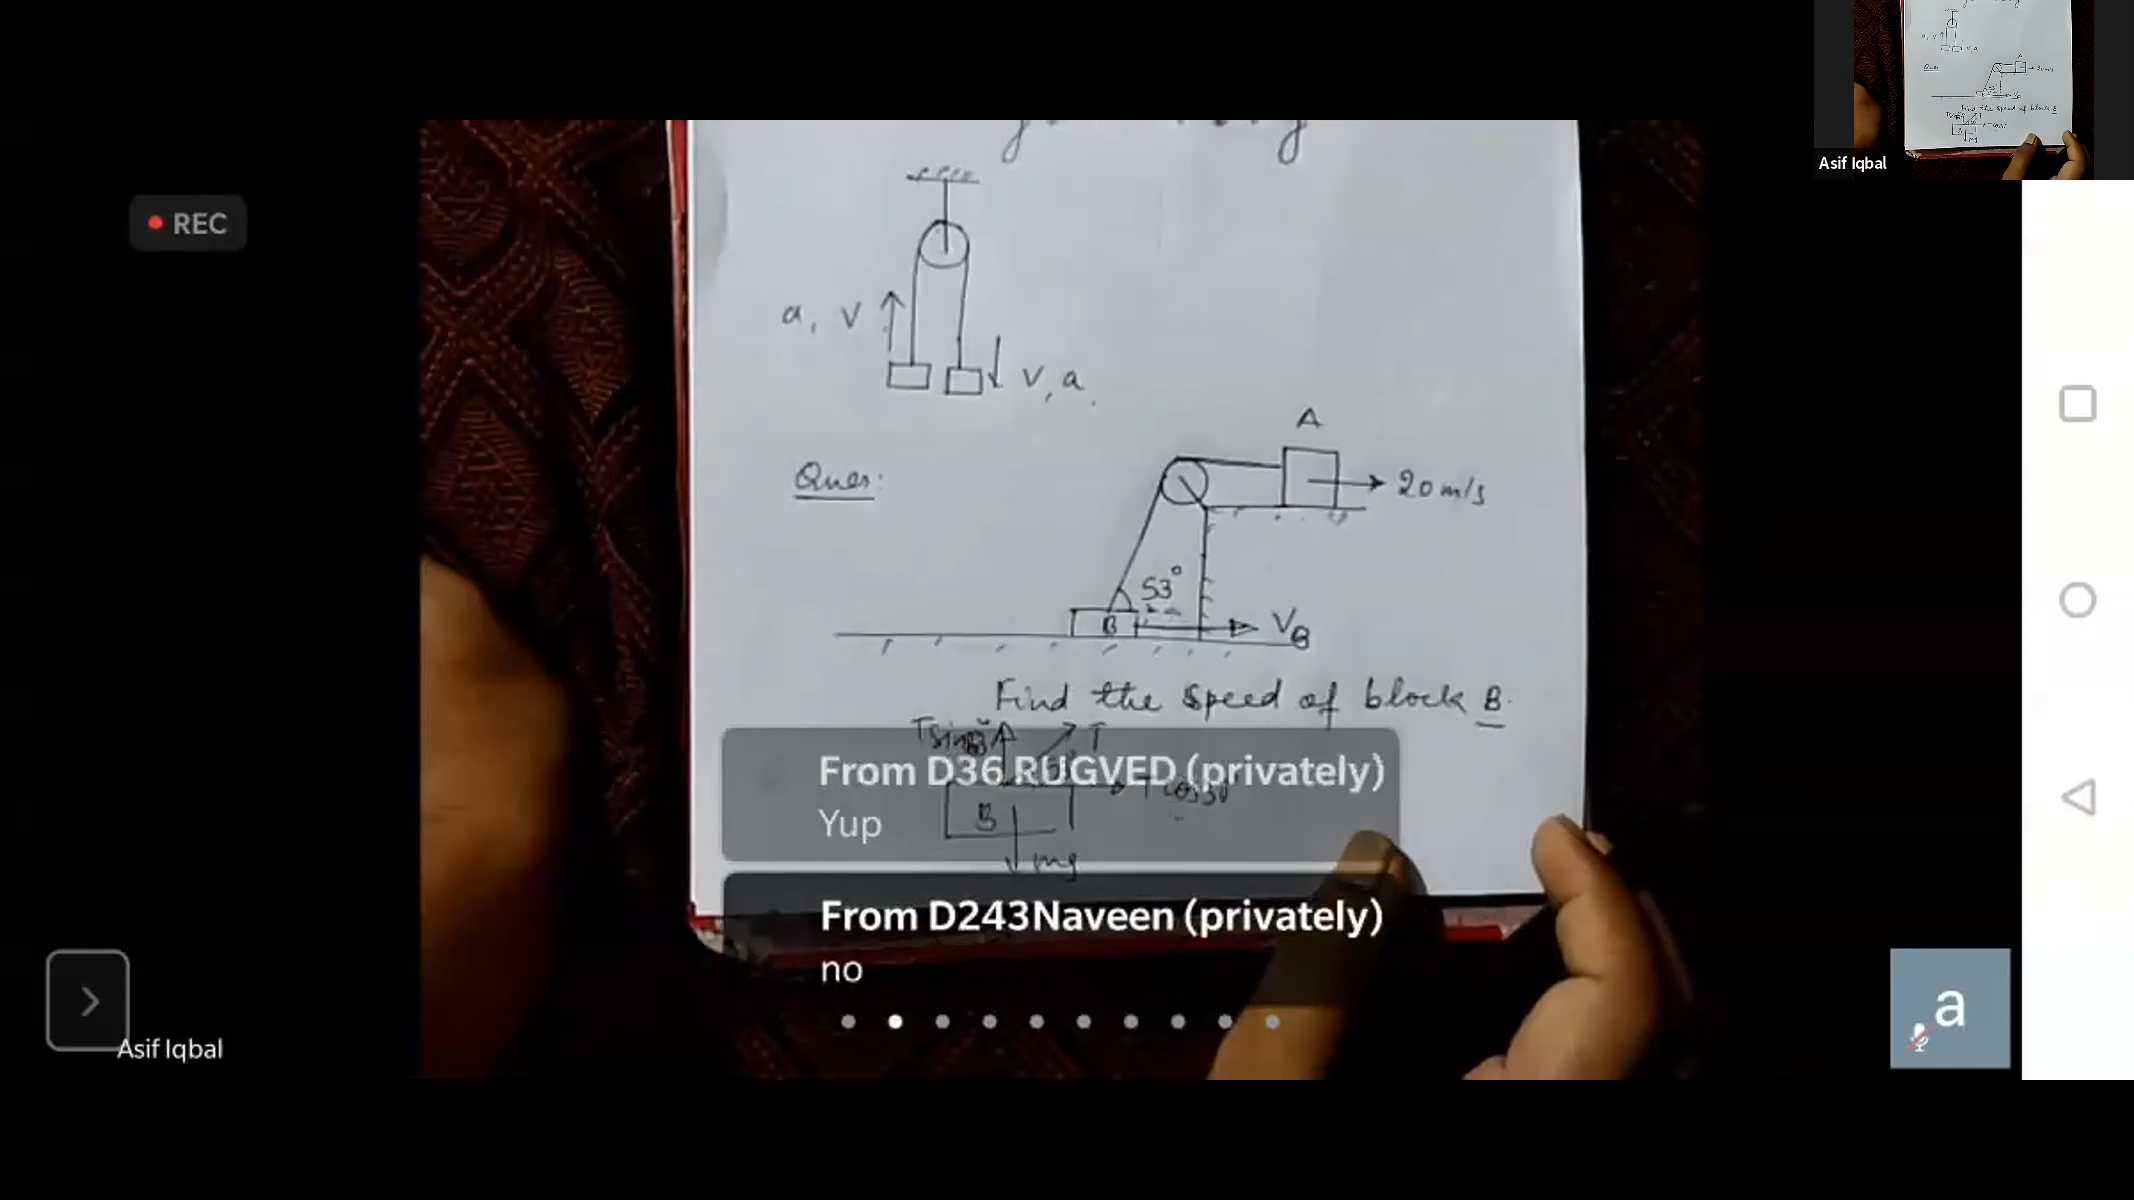 REC
Asif Iqbal
a, V
V, a.
A
Ques:
20 m/s
53°
B
VB
Find the speed of block B.
T
From D36 RUGVED (privately)
Yup
B
mg
From D243Naveen (privately)
no
Asif Iqbal
a